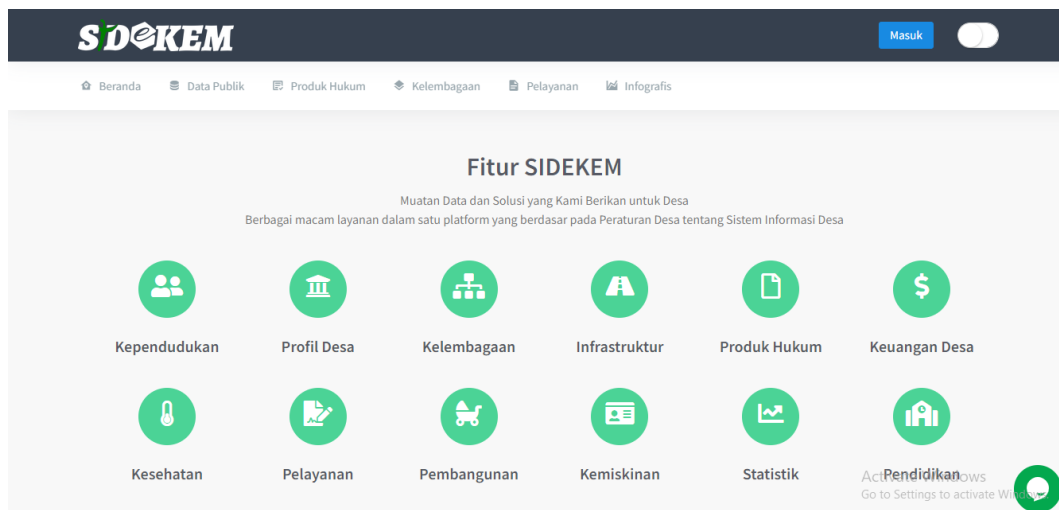 SIDEKEM
Masuk
Beranda Data Publik Produk Hukum Kelembagaan Pelayanan Infografis
Fitur SIDEKEM
Muatan Data dan Solusi yang Kami Berikan untuk Desa
Berbagai macam layanan dalam satu platform yang berdasar pada Peraturan Desa tentang Sistem Informasi Desa
Kependudukan Profil Desa Kelembagaan Infrastruktur Produk Hukum Keuangan Desa
Kesehatan Pelayanan Pembangunan Kemiskinan Statistik Pendidikan
Activate Windows
Go to Settings to activate Windows